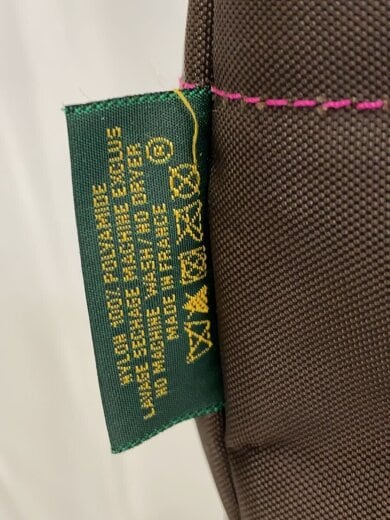 NYLON 100% POLYAMIDE
LAVAGE SECHAGE MACHINE EXCLUS
NO MACHINE WASH/NO DRYER
MADE IN FRANCE
®